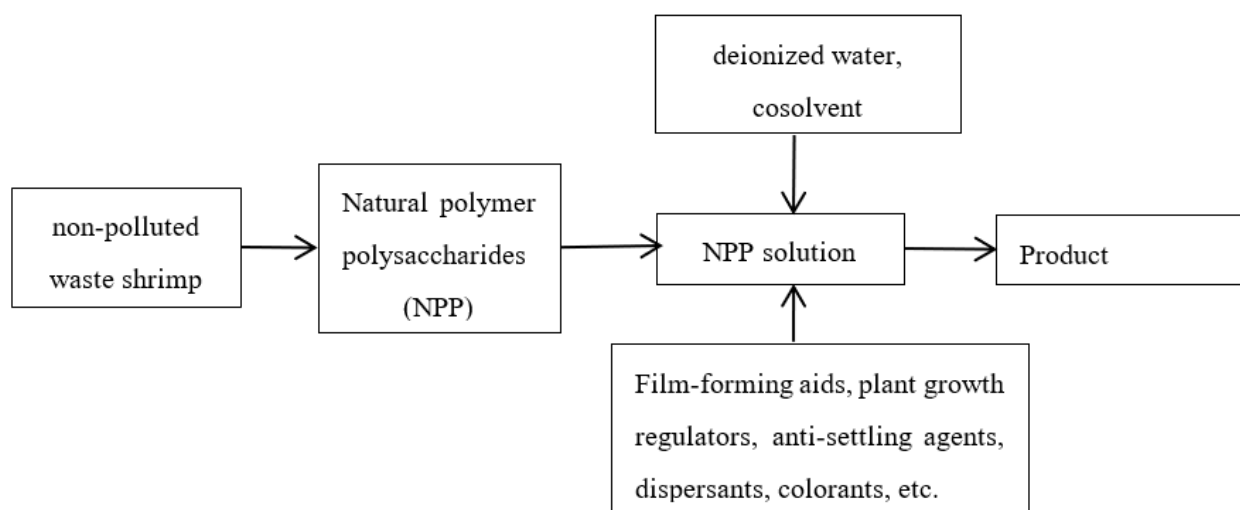 deionized water,
cosolvent
non-polluted
waste shrimp
Natural polymer
polysaccharides
(NPP)
NPP solution
Product
Film-forming aids, plant growth
regulators, anti-settling agents,
dispersants, colorants, etc.